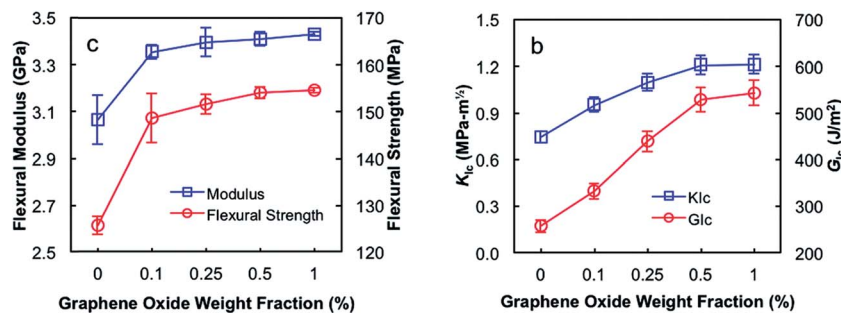 c
Flexural Modulus (GPa)
3.5
3.3
3.1
2.9
2.7
2.5
170
160
150
140
130
120
Flexural Strength (MPa)
Modulus
Flexural Strength
0 0.1 0.25 0.5 1
Graphene Oxide Weight Fraction (%)
b
K_Ic (MPa-m^½)
1.5
1.2
0.9
0.6
0.3
0.0
700
600
500
400
300
200
G_Ic (J/m²)
KIc
GIc
0 0.1 0.25 0.5 1
Graphene Oxide Weight Fraction (%)